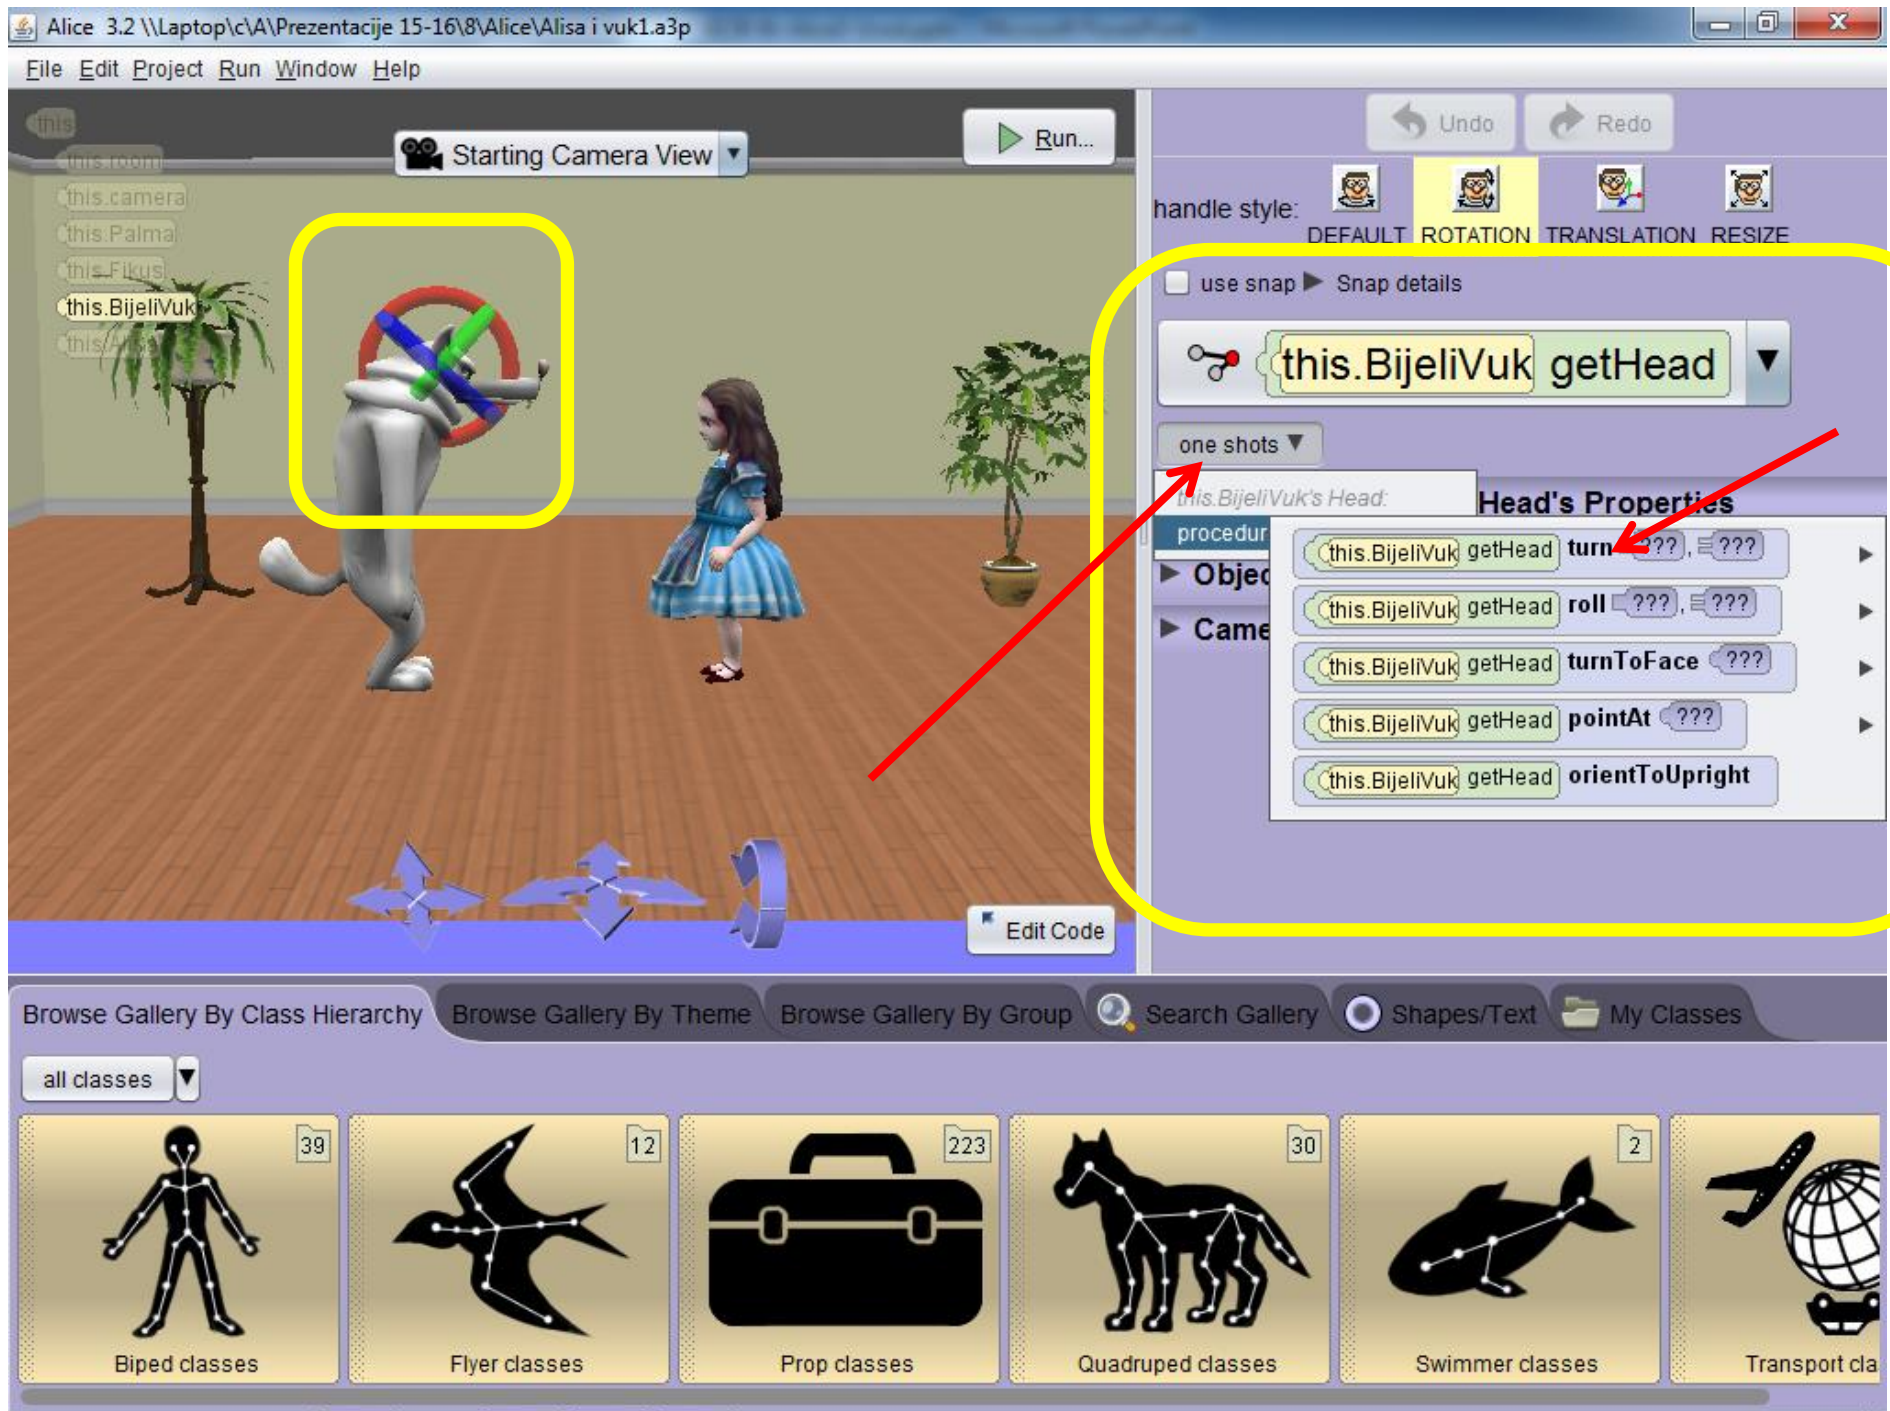 Alice 3.2 \\Laptop\c\A\Prezentacije 15-16\8\Alice\Alisa i vuk1.a3p
File Edit Project Run Window Help
this
this.room
this.camera
this.Palma
this.Fikus
this.BijeliVuk
this.Alisa
Starting Camera View
Run...
Undo Redo
handle style:
DEFAULT ROTATION TRANSLATION RESIZE
use snap Snap details
this.BijeliVuk getHead
one shots
this.BijeliVuk's Head:
Head's Properties
procedur
this.BijeliVuk getHead turn ???, ???
Objec
this.BijeliVuk getHead roll ???, ???
Came
this.BijeliVuk getHead turnToFace ???
this.BijeliVuk getHead pointAt ???
this.BijeliVuk getHead orientToUpright
Edit Code
Browse Gallery By Class Hierarchy Browse Gallery By Theme Browse Gallery By Group Search Gallery Shapes/Text My Classes
all classes
39 12 223 30 2
Biped classes Flyer classes Prop classes Quadruped classes Swimmer classes Transport cla